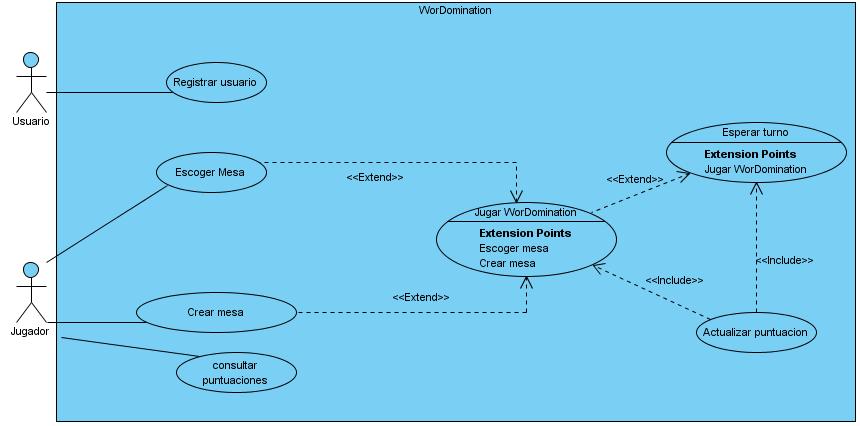 WorDomination
Usuario
Registrar usuario
Escoger Mesa
<<Extend>>
Jugar WorDomination
Extension Points
Escoger mesa
Crear mesa
<<Extend>>
Esperar turno
Extension Points
Jugar WorDomination
<<Include>>
<<Include>>
Actualizar puntuacion
<<Extend>>
Crear mesa
Jugador
consultar
puntuaciones